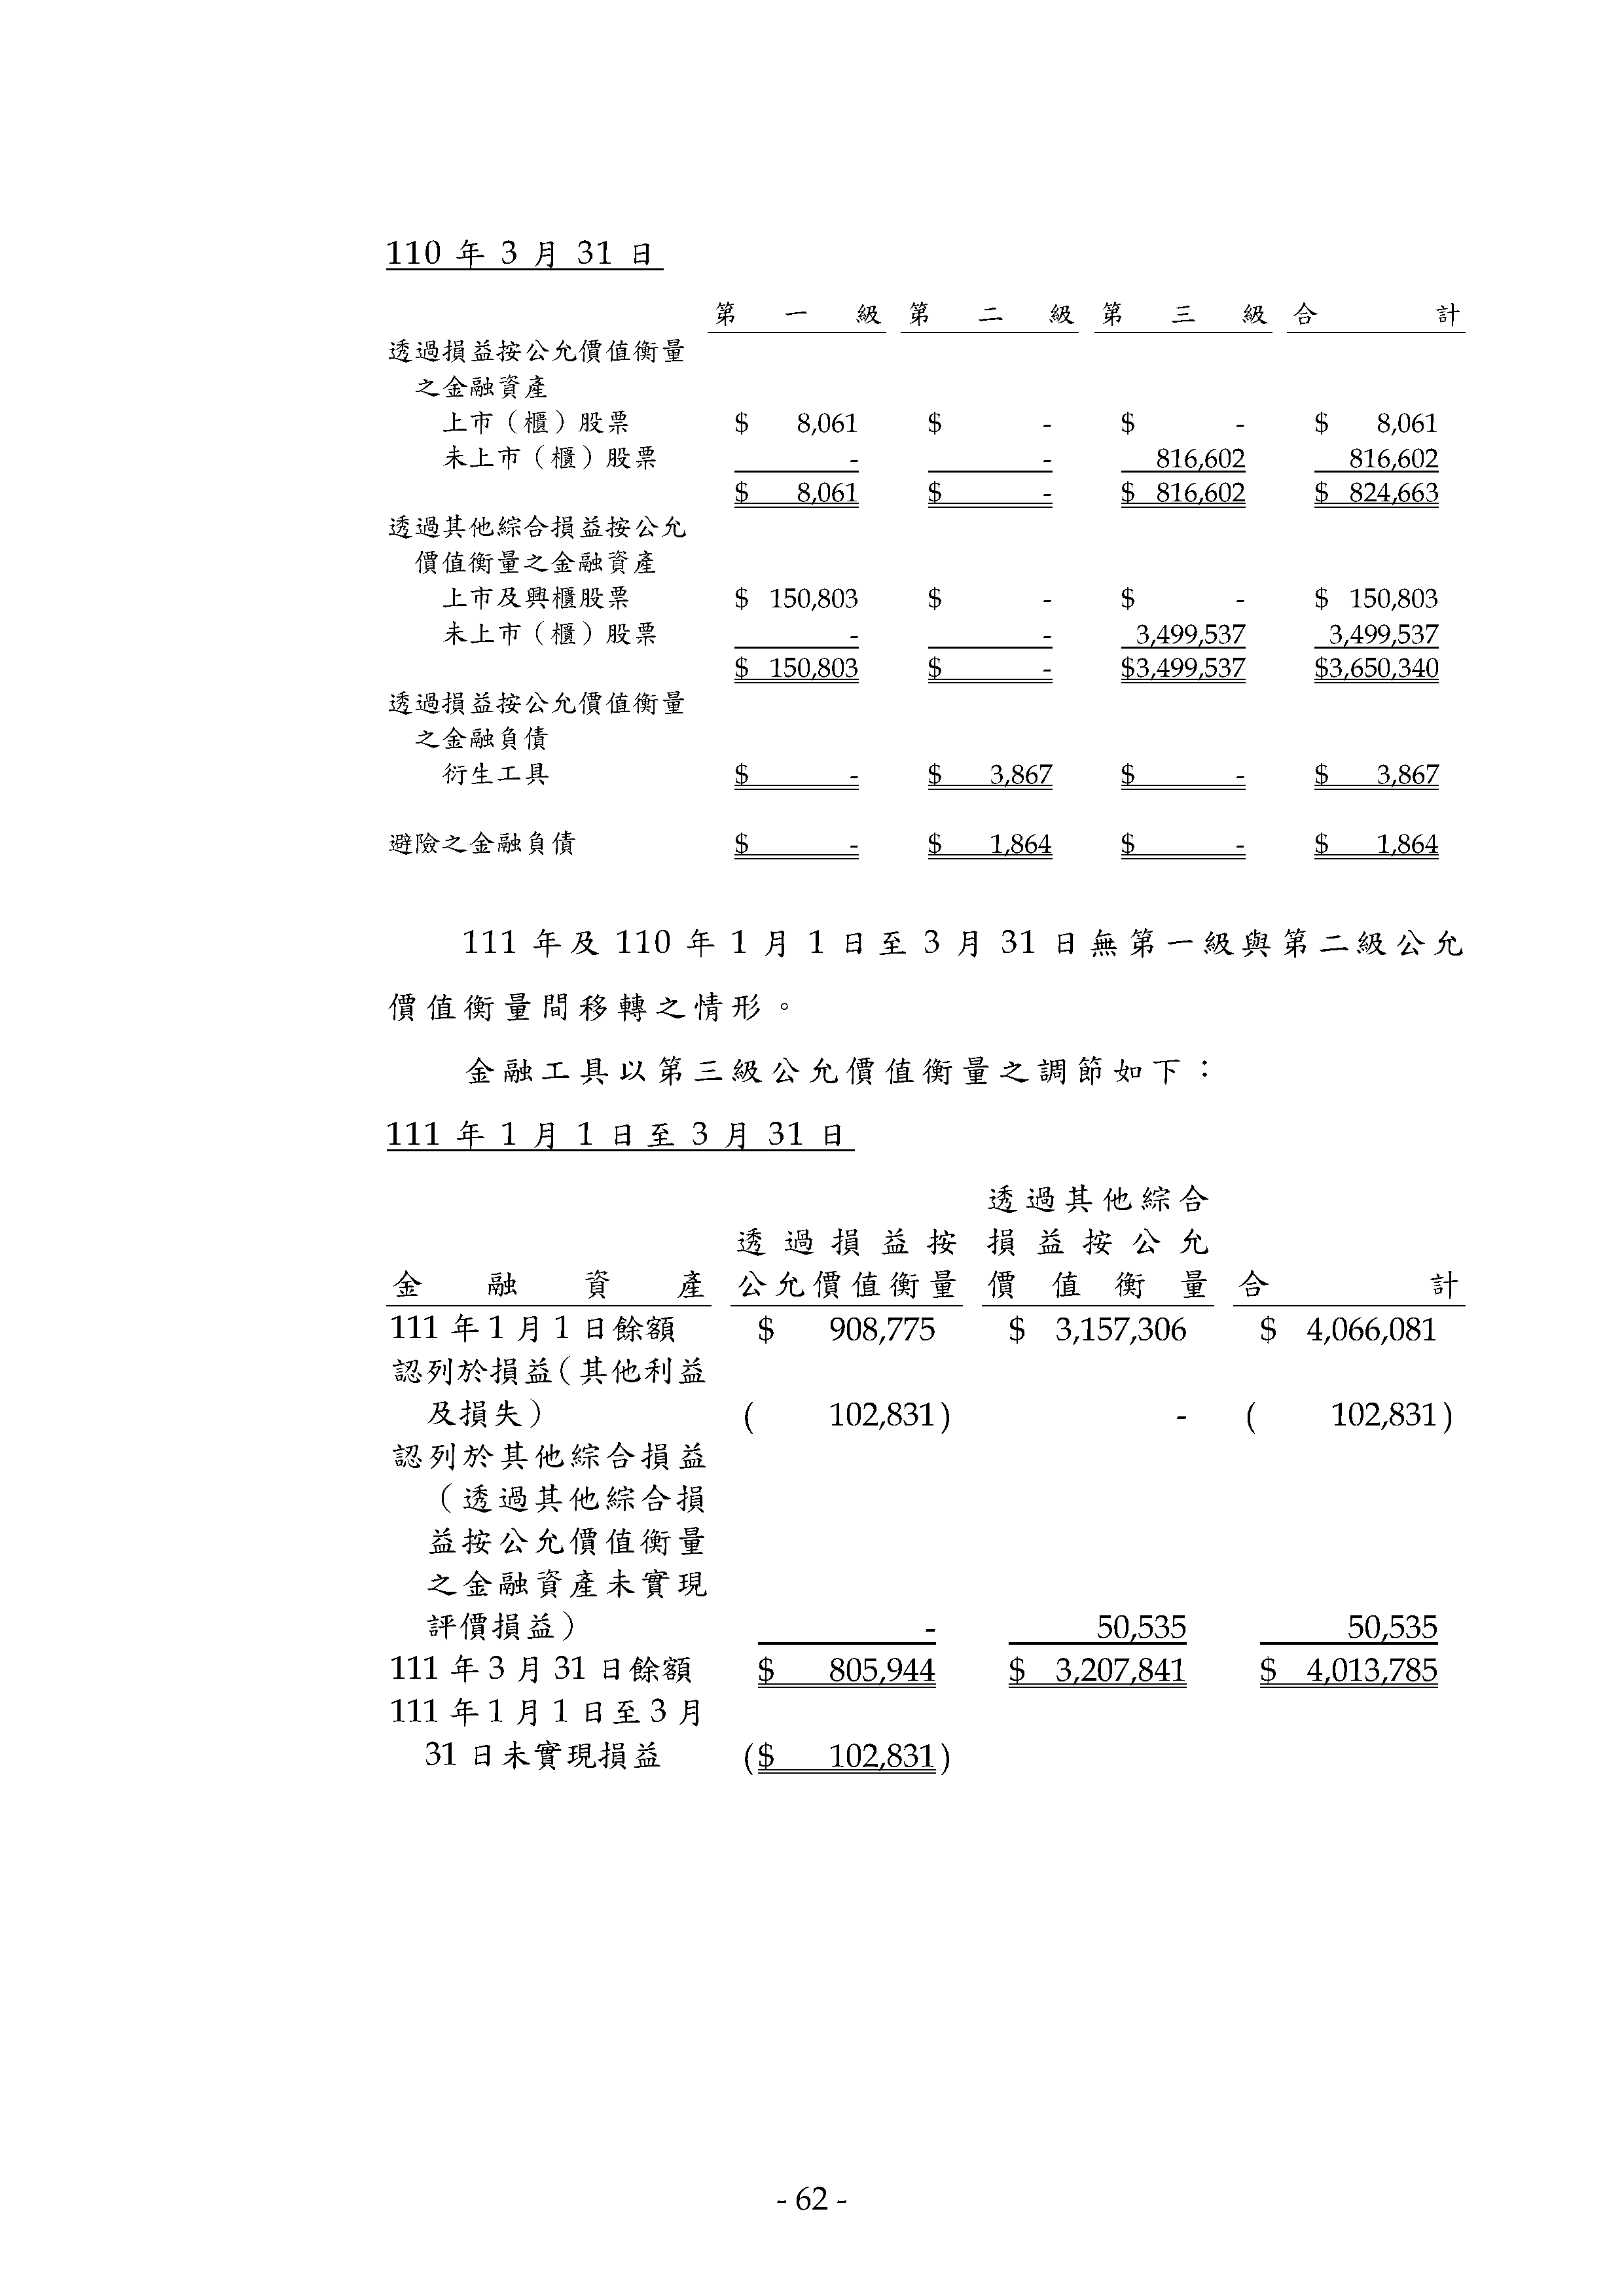 110 年 3 月 31 日
第一級 第二級 第三級 合計
透過損益按公允價值衡量
之金融資產
上市（櫃）股票 $ 8,061 $ - $ - $ 8,061
未上市（櫃）股票 - - 816,602 816,602
$ 8,061 $ - $ 816,602 $ 824,663
透過其他綜合損益按公允
價值衡量之金融資產
上市及興櫃股票 $ 150,803 $ - $ - $ 150,803
未上市（櫃）股票 - - 3,499,537 3,499,537
$ 150,803 $ - $3,499,537 $3,650,340
透過損益按公允價值衡量
之金融負債
衍生工具 $ - $ 3,867 $ - $ 3,867
避險之金融負債 $ - $ 1,864 $ - $ 1,864
111 年及 110 年 1 月 1 日至 3 月 31 日無第一級與第二級公允
價值衡量間移轉之情形。
金融工具以第三級公允價值衡量之調節如下：
111 年 1 月 1 日至 3 月 31 日
透過其他綜合
透過損益按 損益按公允
金融資產 公允價值衡量 價值衡量 合計
111 年 1 月 1 日餘額 $ 908,775 $ 3,157,306 $ 4,066,081
認列於損益（其他利益
及損失） ( 102,831) - ( 102,831)
認列於其他綜合損益
（透過其他綜合損
益按公允價值衡量
之金融資產未實現
評價損益） - 50,535 50,535
111 年 3 月 31 日餘額 $ 805,944 $ 3,207,841 $ 4,013,785
111 年 1 月 1 日至 3 月
31 日未實現損益 ($ 102,831)
- 62 -